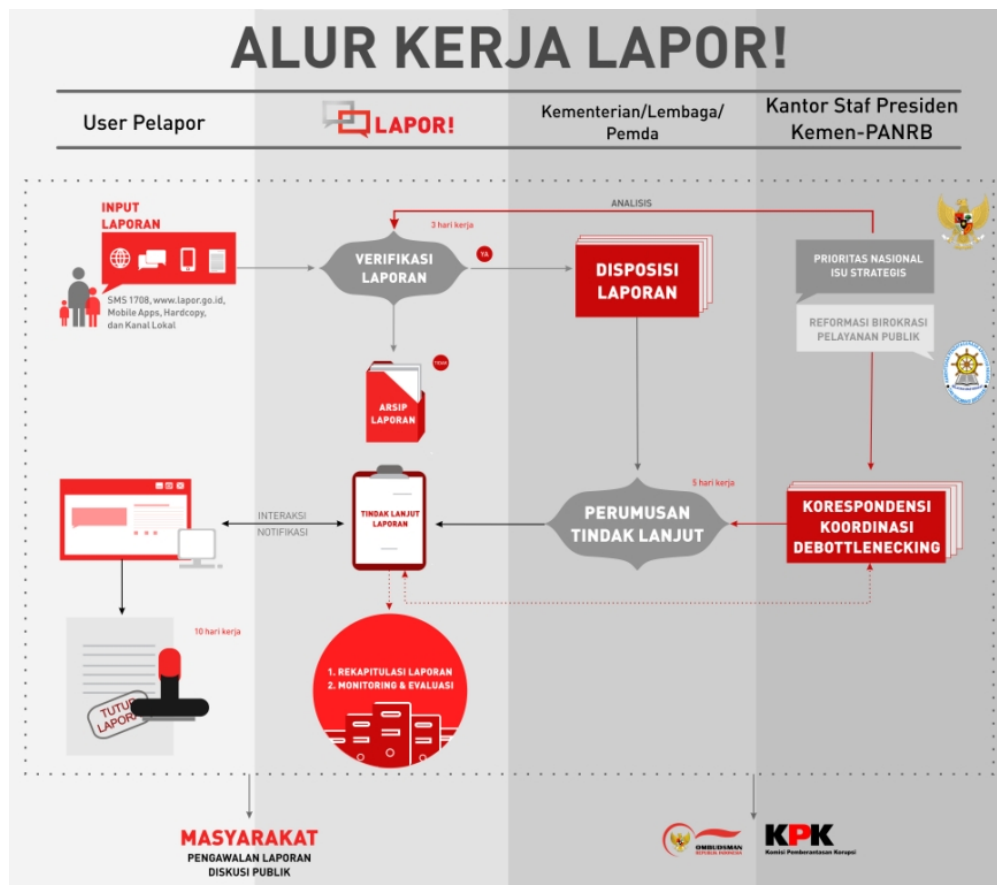 ALUR KERJA LAPOR!
User Pelapor
LAPOR!
Kementerian/Lembaga/
Pemda
Kantor Staf Presiden
Kemen-PANRB
INPUT
LAPORAN
SMS 1708, www.lapor.go.id,
Mobile Apps, Hardcopy,
dan Kanal Lokal
3 hari kerja
VERIFIKASI
LAPORAN
YA
ANALISIS
DISPOSISI
LAPORAN
PRIORITAS NASIONAL
ISU STRATEGIS
REFORMASI BIROKRASI
PELAYANAN PUBLIK
TIDAK
ARSIP
LAPORAN
INTERAKSI
NOTIFIKASI
TINDAK LANJUT
LAPORAN
5 hari kerja
PERUMUSAN
TINDAK LANJUT
KORESPONDENSI
KOORDINASI
DEBOTTLENECKING
10 hari kerja
TUTUP
LAPORAN
1. REKAPITULASI LAPORAN
2. MONITORING & EVALUASI
MASYARAKAT
PENGAWALAN LAPORAN
DISKUSI PUBLIK
OMBUDSMAN
REPUBLIK INDONESIA
KPK
Komisi Pemberantasan Korupsi